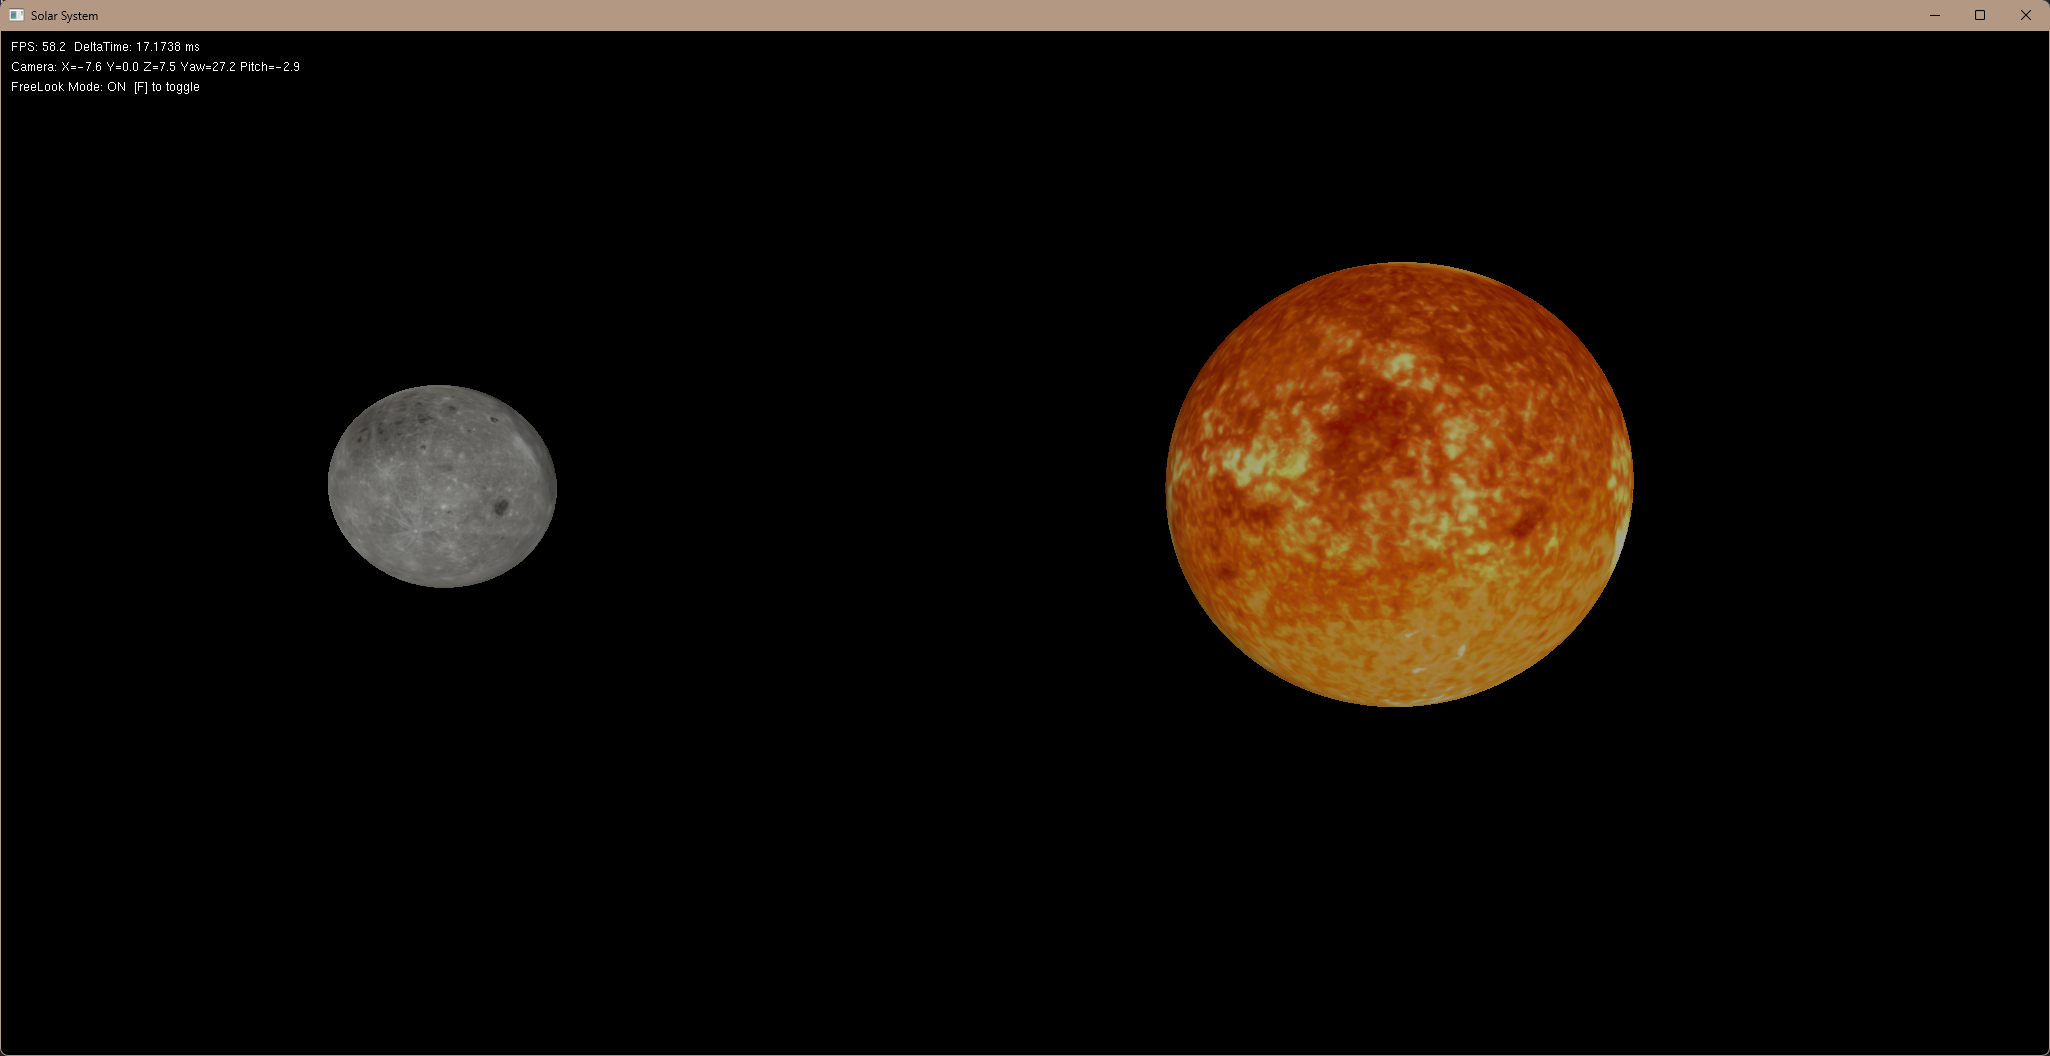 Solar System
FPS: 58.2 DeltaTime: 17.1738 ms
Camera: X=-7.6 Y=0.0 Z=7.5 Yaw=27.2 Pitch=-2.9
FreeLook Mode: ON [F] to toggle